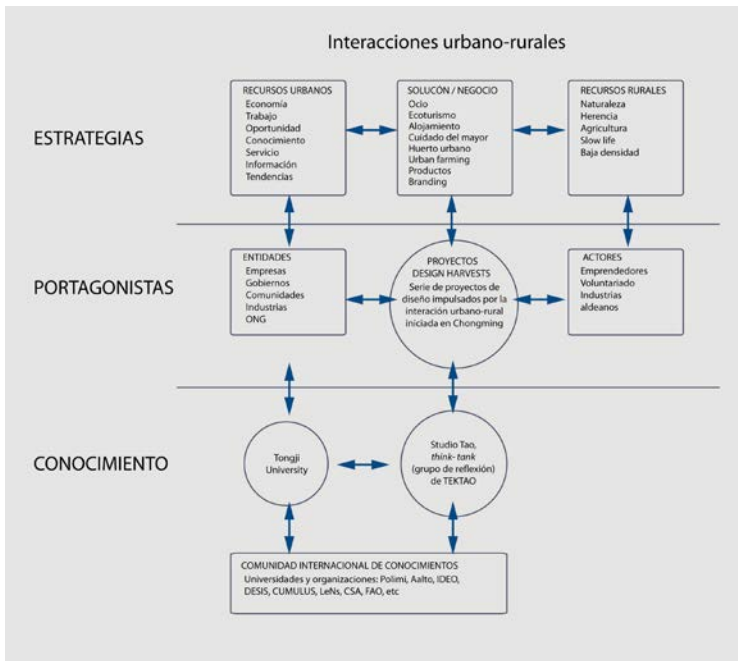 Interacciones urbano-rurales
ESTRATEGIAS
RECURSOS URBANOS
Economía
Trabajo
Oportunidad
Conocimiento
Servicio
Información
Tendencias
SOLUCÓN / NEGOCIO
Ocio
Ecoturismo
Alojamiento
Cuidado del mayor
Huerto urbano
Urban farming
Productos
Branding
RECURSOS RURALES
Naturaleza
Herencia
Agricultura
Slow life
Baja densidad
PORTAGONISTAS
ENTIDADES
Empresas
Gobiernos
Comunidades
Industrias
ONG
PROYECTOS
DESIGN HARVESTS
Serie de proyectos de
diseño impulsados por la
interación urbano-rural
iniciada en Chongming
ACTORES
Emprendedores
Voluntariado
Industrias
aldeanos
CONOCIMIENTO
Tongji
University
Studio Tao,
think- tank
(grupo de reflexión)
de TEKTAO
COMUNIDAD INTERNACIONAL DE CONOCIMIENTOS
Universidades y organizaciones: Polimi, Aalto, IDEO,
DESIS, CUMULUS, LeNs, CSA, FAO, etc